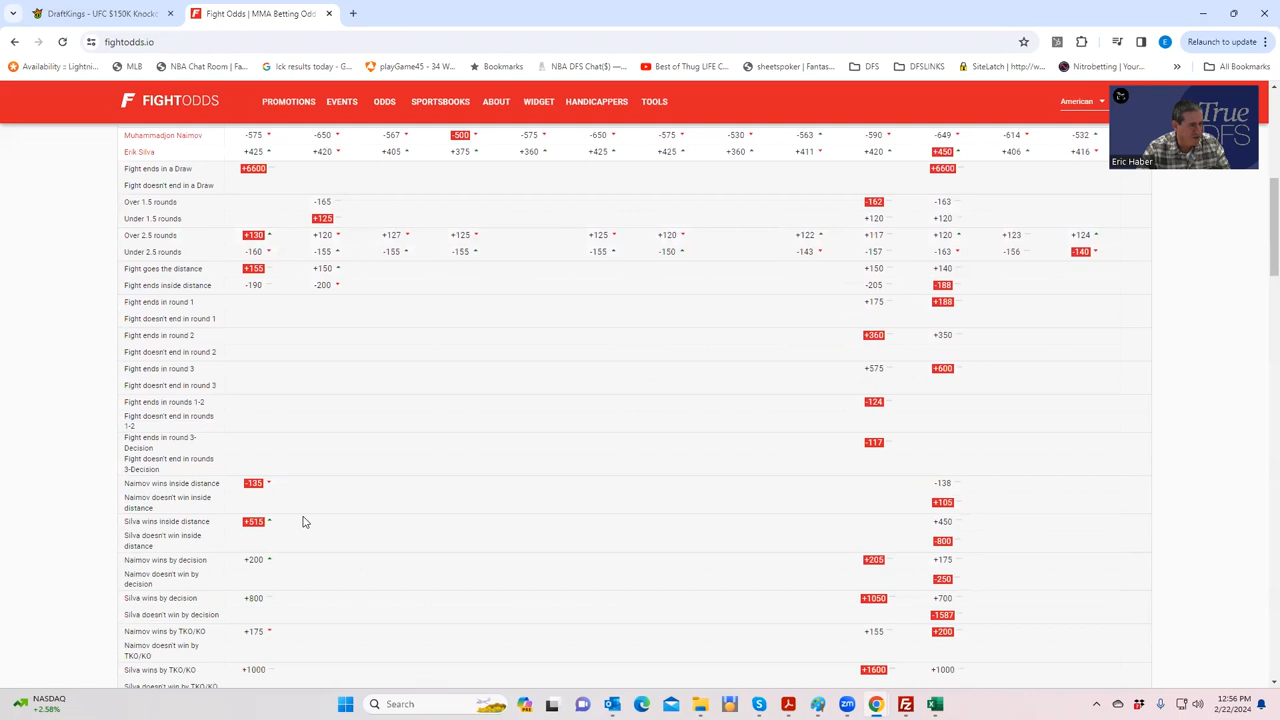 DraftKings - UFC $150K Knocko
Fight Odds | MMA Betting Odd
fightodds.io
Relaunch to update
Availability :: Lightni...
MLB
NBA Chat Room | Fa...
Ick results today - G...
playGame45 - 34 W...
Bookmarks
NBA DFS Chat($) -...
Best of Thug LIFE C...
sheetspoker | Fantas...
DFS
DFSLINKS
SiteLatch | http://w...
Nitrobetting | Your...
All Bookmarks
FIGHTODDS
PROMOTIONS EVENTS ODDS SPORTSBOOKS ABOUT WIDGET HANDICAPPERS TOOLS
American
True
DFS
Eric Haber
Muhammadjon Naimov -575 -650 -567 -500 -575 -650 -575 -530 -563 -590 -649 -614 -532
Erik Silva +425 +420 +405 +375 +360 +425 +425 +360 +411 +420 +450 +406 +416
Fight ends in a Draw +6600 +6600
Fight doesn't end in a Draw
Over 1.5 rounds -165 -162 -163
Under 1.5 rounds +125 +120 +120
Over 2.5 rounds +130 +120 +127 +125 +125 +120 +122 +117 +120 +123 +124
Under 2.5 rounds -160 -155 -155 -155 -155 -150 -143 -157 -163 -156 -140
Fight goes the distance +155 +150 +150 +140
Fight ends inside distance -190 -200 -205 -188
Fight ends in round 1 +175 +188
Fight doesn't end in round 1
Fight ends in round 2 +360 +350
Fight doesn't end in round 2
Fight ends in round 3 +575 +600
Fight doesn't end in round 3
Fight ends in rounds 1-2 -124
Fight doesn't end in rounds
1-2
Fight ends in round 3-
Decision -117
Fight doesn't end in rounds
3-Decision
Naimov wins inside distance -135 -138
Naimov doesn't win inside
distance +105
Silva wins inside distance +515 +450
Silva doesn't win inside
distance -800
Naimov wins by decision +200 +205 +175
Naimov doesn't win by
decision -250
Silva wins by decision +800 +1050 +700
Silva doesn't win by decision -1587
Naimov wins by TKO/KO +175 +155 +200
Naimov doesn't win by
TKO/KO
Silva wins by TKO/KO +1000 +1600 +1000
Silva doesn't win by TKO/KO
NASDAQ
+2.58%
Search
12:56 PM
2/22/2024